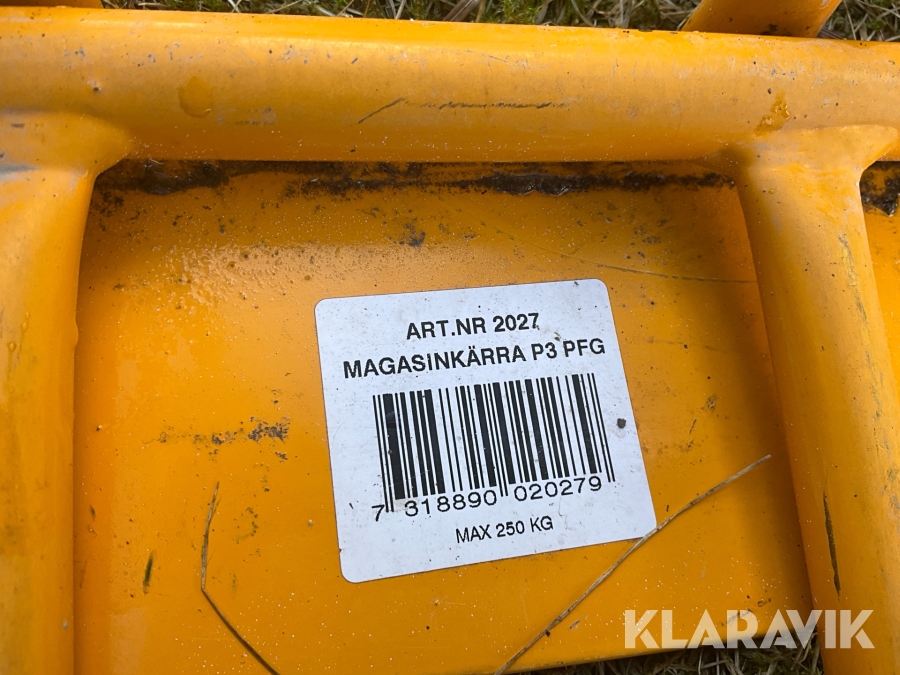 ART.NR 2027
MAGASINKÄRRA P3 PFG
7 318890 020279
MAX 250 KG
KLARAVIK